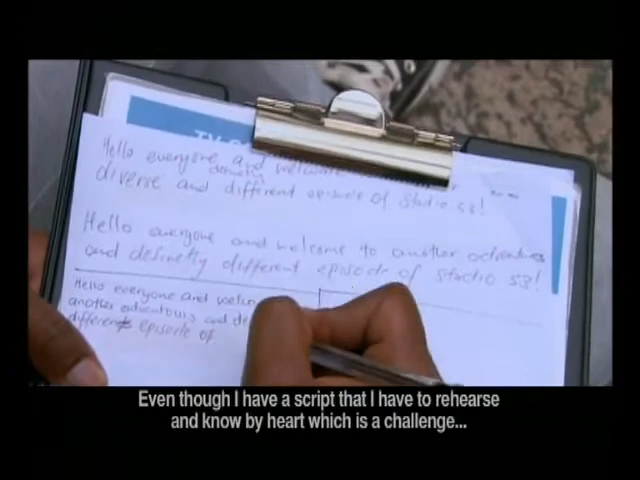 TV
Hello everyone and welcome
definetly
diverse and different episode of Studio 53!
Hello everyone and welcome to another adventurous
and definetly different episode of Studio 53!
Hello everyone and
another and de
different episode of
Even though I have a script that I have to rehearse
and know by heart which is a challenge...